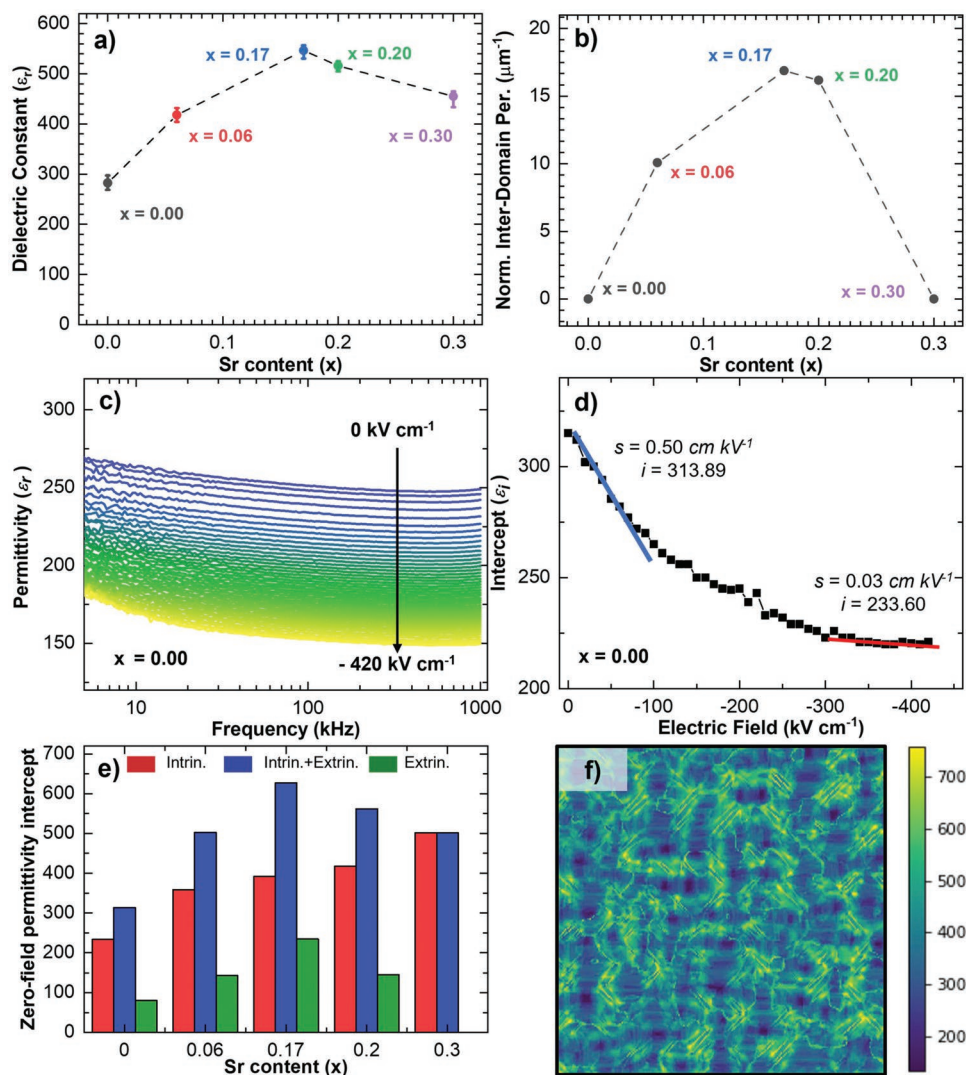 a)
Dielectric Constant (εr)
600
500
400
300
200
100
0
x = 0.17
x = 0.20
x = 0.06
x = 0.30
x = 0.00
0.0 0.1 0.2 0.3
Sr content (x)
b)
Norm. Inter-Domain Per. (μm⁻¹)
20
15
10
5
0
x = 0.17
x = 0.20
x = 0.06
x = 0.00
x = 0.30
0.0 0.1 0.2 0.3
Sr content (x)
c)
Permittivity (εr)
300
250
200
150
0 kV cm⁻¹
x = 0.00
- 420 kV cm⁻¹
10 100 1000
Frequency (kHz)
d)
Intercept (εi)
300
250
200
s = 0.50 cm kV⁻¹
i = 313.89
s = 0.03 cm kV⁻¹
i = 233.60
x = 0.00
0 -100 -200 -300 -400
Electric Field (kV cm⁻¹)
e)
Intrin. Intrin.+Extrin. Extrin.
Zero-field permittivity intercept
700
600
500
400
300
200
100
0
0 0.06 0.17 0.2 0.3
Sr content (x)
f)
700
600
500
400
300
200